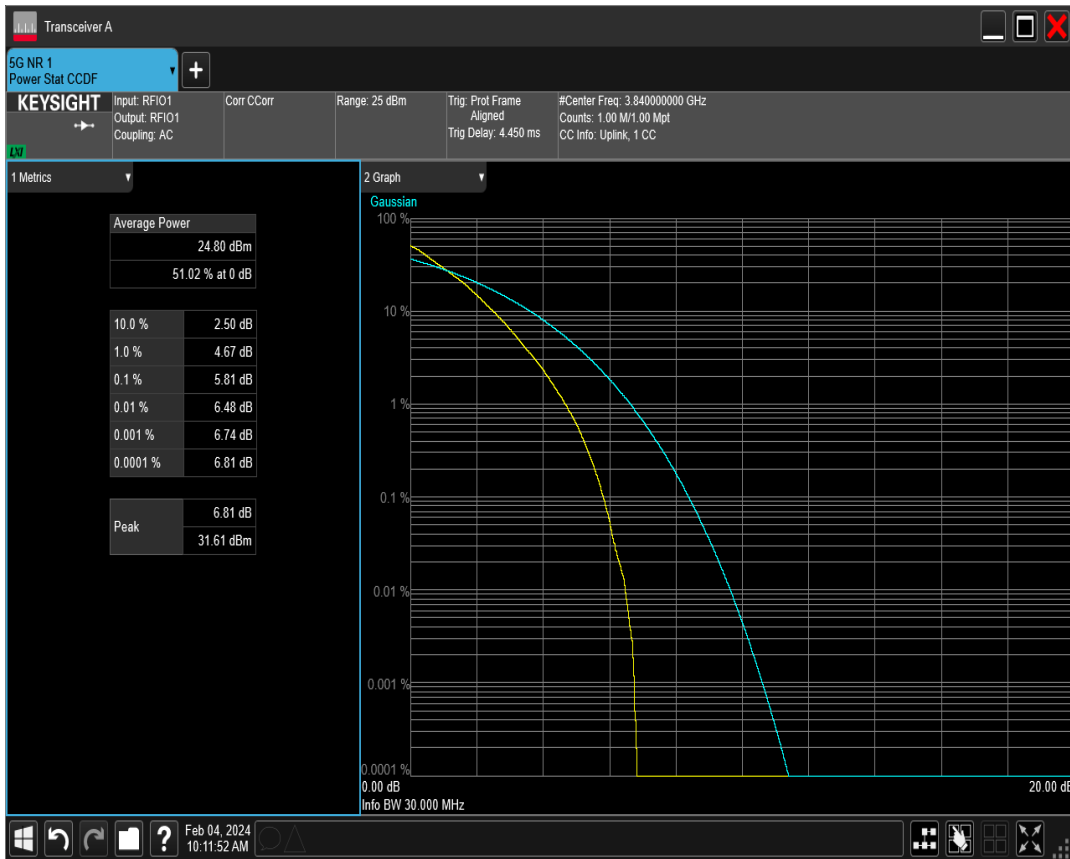 Transceiver A
5G NR 1
Power Stat CCDF
KEYSIGHT
LXI
Input: RFIO1
Output: RFIO1
Coupling: AC
Corr CCorr
Range: 25 dBm
Trig: Prot Frame
Aligned
Trig Delay: 4.450 ms
#Center Freq: 3.840000000 GHz
Counts: 1.00 M/1.00 Mpt
CC Info: Uplink, 1 CC
1 Metrics
Average Power
24.80 dBm
51.02 % at 0 dB
10.0 % 2.50 dB
1.0 % 4.67 dB
0.1 % 5.81 dB
0.01 % 6.48 dB
0.001 % 6.74 dB
0.0001 % 6.81 dB
Peak 6.81 dB
31.61 dBm
2 Graph
Gaussian
100 %
10 %
1 %
0.1 %
0.01 %
0.001 %
0.0001 %
0.00 dB 20.00 dB
Info BW 30.000 MHz
Feb 04, 2024
10:11:52 AM